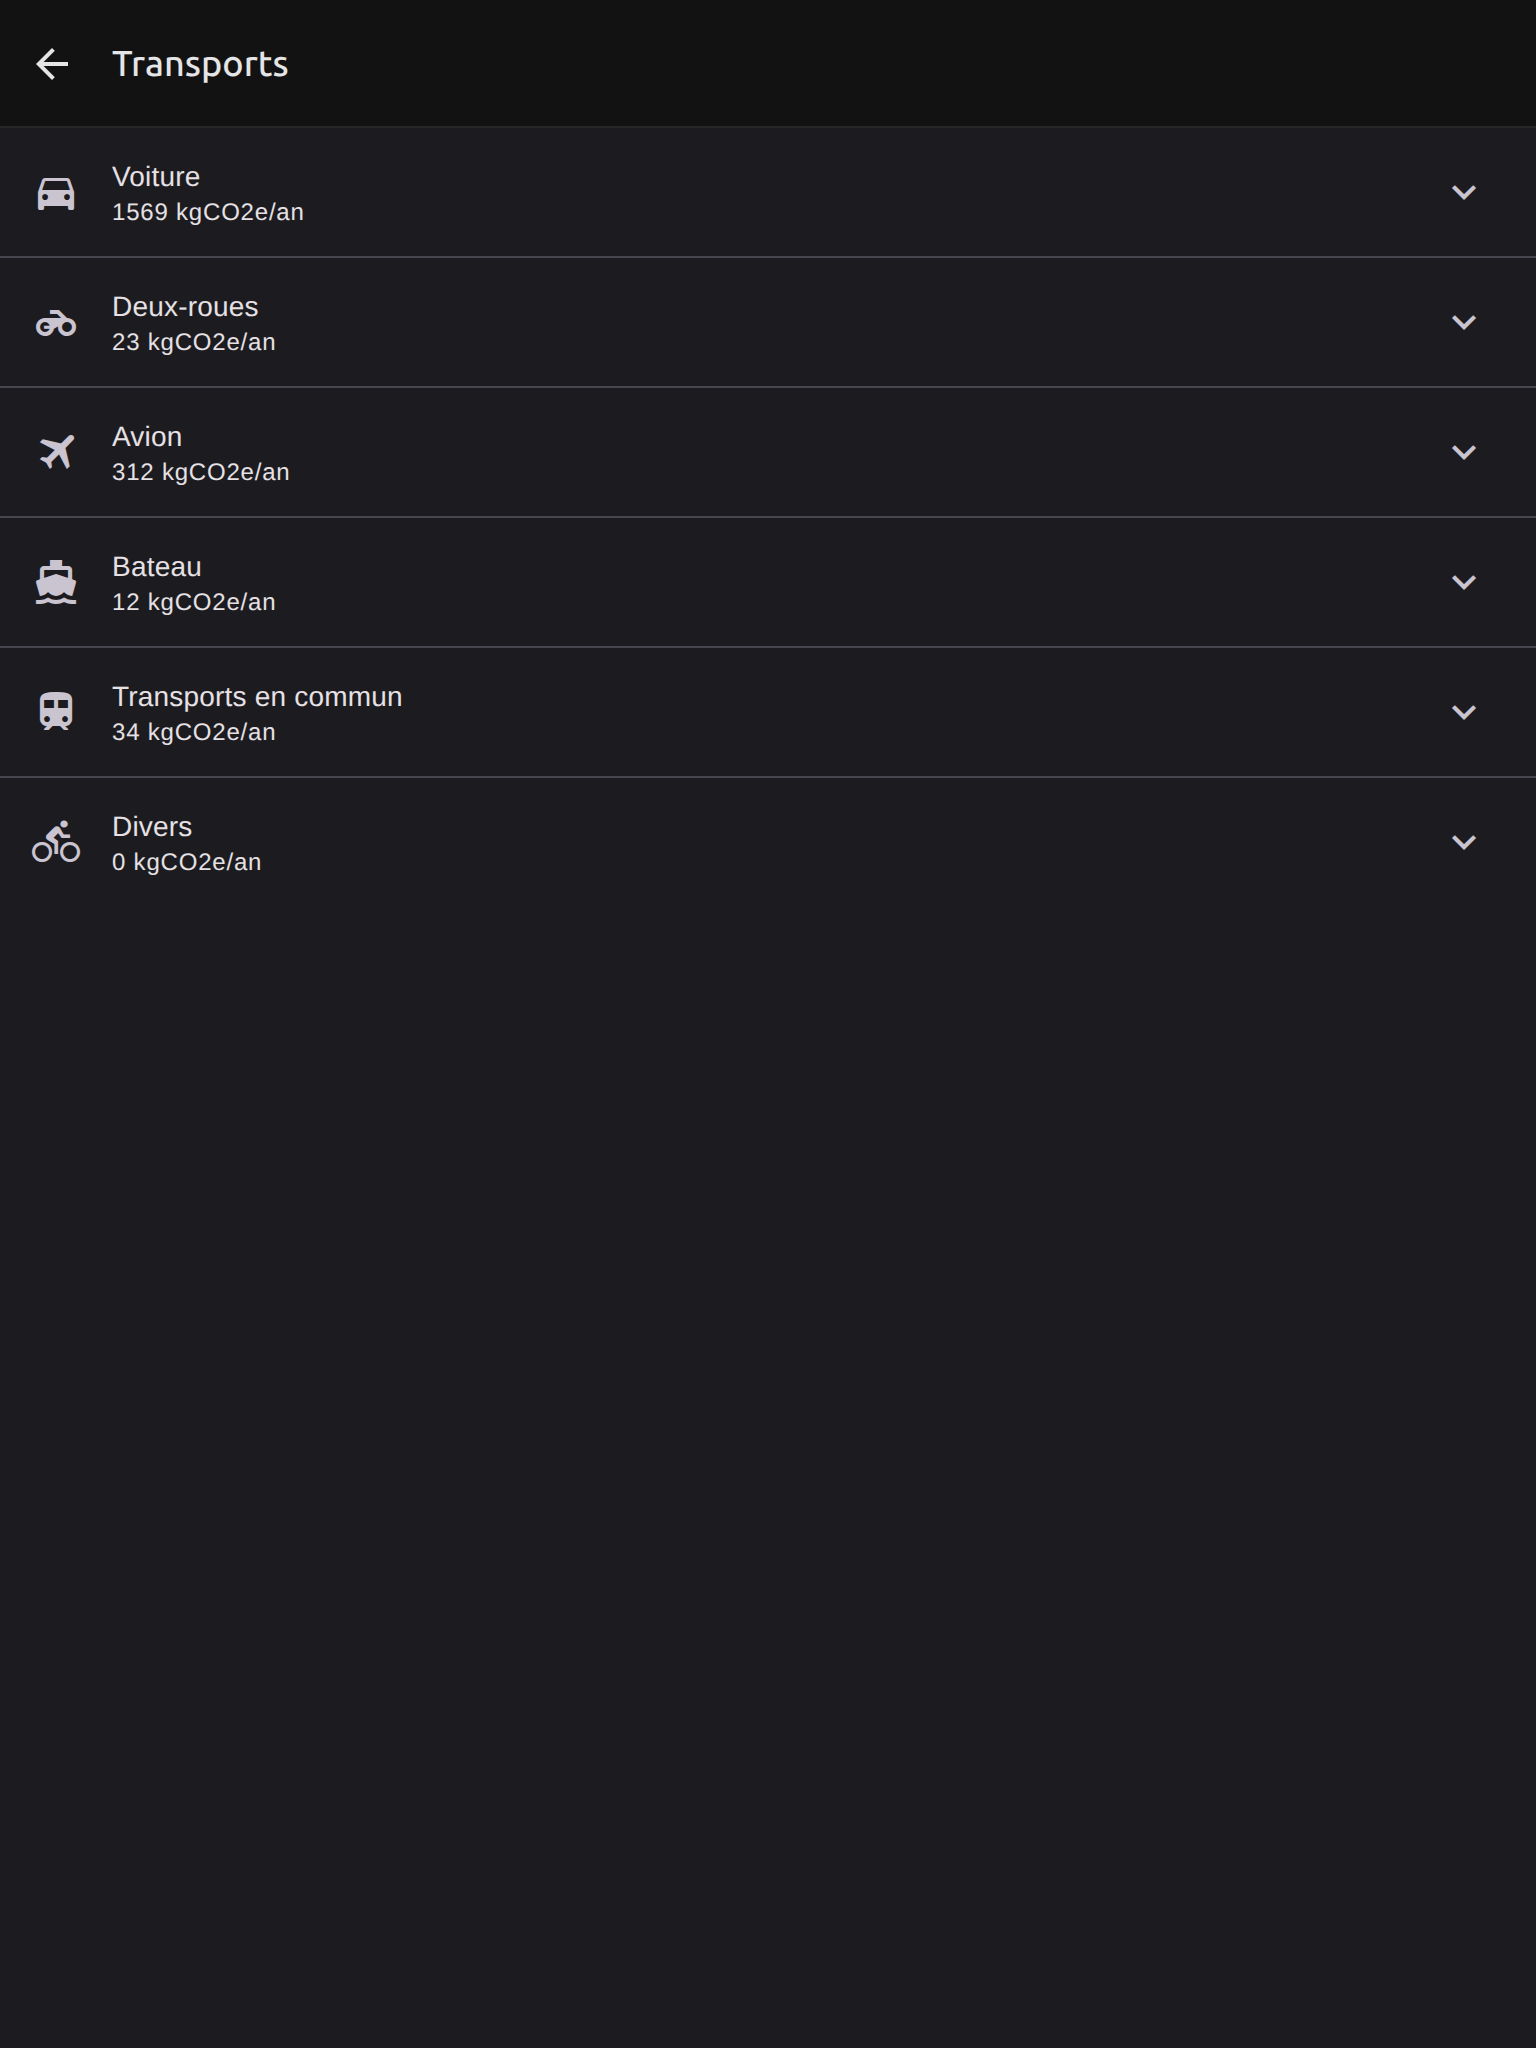 Transports
Voiture
1569 kgCO2e/an
Deux-roues
23 kgCO2e/an
Avion
312 kgCO2e/an
Bateau
12 kgCO2e/an
Transports en commun
34 kgCO2e/an
Divers
0 kgCO2e/an